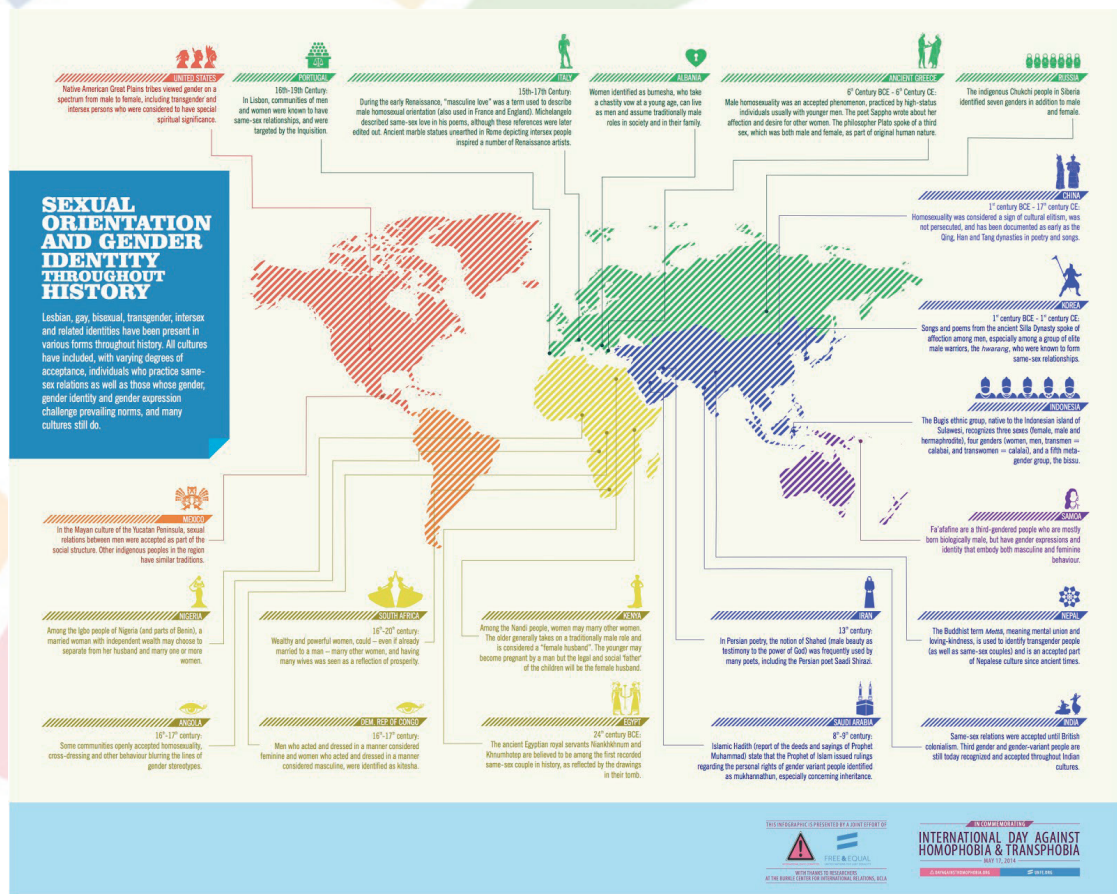 UNITED STATES
Native American Great Plains tribes viewed gender on a
spectrum from male to female, including transgender and
intersex persons who were considered to have special
spiritual significance.
PORTUGAL
16th-19th Century:
In Lisbon, communities of men
and women were known to have
same-sex relationships, and were
targeted by the Inquisition.
ITALY
15th-17th Century:
During the early Renaissance, “masculine love” was a term used to describe
male homosexual orientation (also used in France and England). Michelangelo
described same-sex love in his poems, although these references were later
edited out. Ancient marble statues unearthed in Rome depicting intersex people
inspired a number of Renaissance artists.
ALBANIA
Women identified as burnesha, who take
a chastity vow at a young age, can live
as men and assume traditionally male
roles in society and in their family.
ANCIENT GREECE
6th Century BCE - 6th Century CE:
Male homosexuality was an accepted phenomenon, practiced by high-status
individuals usually with younger men. The poet Sappho wrote about her
affection and desire for other women. The philosopher Plato spoke of a third
sex, which was both male and female, as part of original human nature.
RUSSIA
The indigenous Chukchi people in Siberia
identified seven genders in addition to male
and female.
SEXUAL
ORIENTATION
AND GENDER
IDENTITY
THROUGHOUT
HISTORY
Lesbian, gay, bisexual, transgender, intersex
and related identities have been present in
various forms throughout history. All cultures
have included, with varying degrees of
acceptance, individuals who practice same-
sex relations as well as those whose gender,
gender identity and gender expression
challenge prevailing norms, and many
cultures still do.
CHINA
1st century BCE - 17th century CE:
Homosexuality was considered a sign of cultural elitism, was
not persecuted, and has been documented as early as the
Qing, Han and Tang dynasties in poetry and songs.
KOREA
1st century BCE - 1st century CE:
Songs and poems from the ancient Silla Dynasty spoke of
affection among men, especially among a group of elite
male warriors, the hwarang, who were known to form
same-sex relationships.
INDONESIA
The Bugis ethnic group, native to the Indonesian island of
Sulawesi, recognizes three sexes (female, male and
hermaphrodite), four genders (women, men, transmen =
calabai, and transwomen = calalai), and a fifth meta-
gender group, the bissu.
SAMOA
Fa'afafine are a third-gendered people who are mostly
born biologically male, but have gender expressions and
identity that embody both masculine and feminine
behaviour.
MEXICO
In the Mayan culture of the Yucatan Peninsula, sexual
relations between men were accepted as part of the
social structure. Other indigenous peoples in the region
have similar traditions.
NIGERIA
Among the Igbo people of Nigeria (and parts of Benin), a
married woman with independent wealth may choose to
separate from her husband and marry one or more
women.
SOUTH AFRICA
16th-20th century:
Wealthy and powerful women, could – even if already
married to a man – marry other women, and having
many wives was seen as a reflection of prosperity.
KENYA
Among the Nandi people, women may marry other women.
The older generally takes on a traditionally male role and
is considered a “female husband”. The younger may
become pregnant by a man but the legal and social ‘father’
of the children will be the female husband.
IRAN
13th century:
In Persian poetry, the notion of Shahed (male beauty as
testimony to the power of God) was frequently used by
many poets, including the Persian poet Saadi Shirazi.
NEPAL
The Buddhist term Metta, meaning mental union and
loving-kindness, is used to identify transgender people
(as well as same-sex couples) and is an accepted part
of Nepalese culture since ancient times.
ANGOLA
16th-17th century:
Some communities openly accepted homosexuality,
cross-dressing and other behaviour blurring the lines of
gender stereotypes.
DEM. REP. OF CONGO
16th-17th century:
Men who acted and dressed in a manner considered
feminine and women who acted and dressed in a manner
considered masculine, were identified as kitesha.
EGYPT
24th century BCE:
The ancient Egyptian royal servants Niankhkhnum and
Khnumhotep are believed to be among the first recorded
same-sex couple in history, as reflected by the drawings
in their tomb.
SAUDI ARABIA
8th-9th century:
Islamic Hadith (report of the deeds and sayings of Prophet
Muhammad) state that the Prophet of Islam issued rulings
regarding the personal rights of gender variant people identified
as mukhannathun, especially concerning inheritance.
INDIA
Same-sex relations were accepted until British
colonialism. Third gender and gender-variant people are
still today recognized and accepted throughout Indian
cultures.
THIS INFOGRAPHIC IS PRESENTED BY A JOINT EFFORT OF
FREE & EQUAL
WITH THANKS TO RESEARCHERS
AT THE BURKLE CENTER FOR INTERNATIONAL RELATIONS, UCLA
IN COMMEMORATING
INTERNATIONAL DAY AGAINST
HOMOPHOBIA & TRANSPHOBIA
MAY 17, 2014